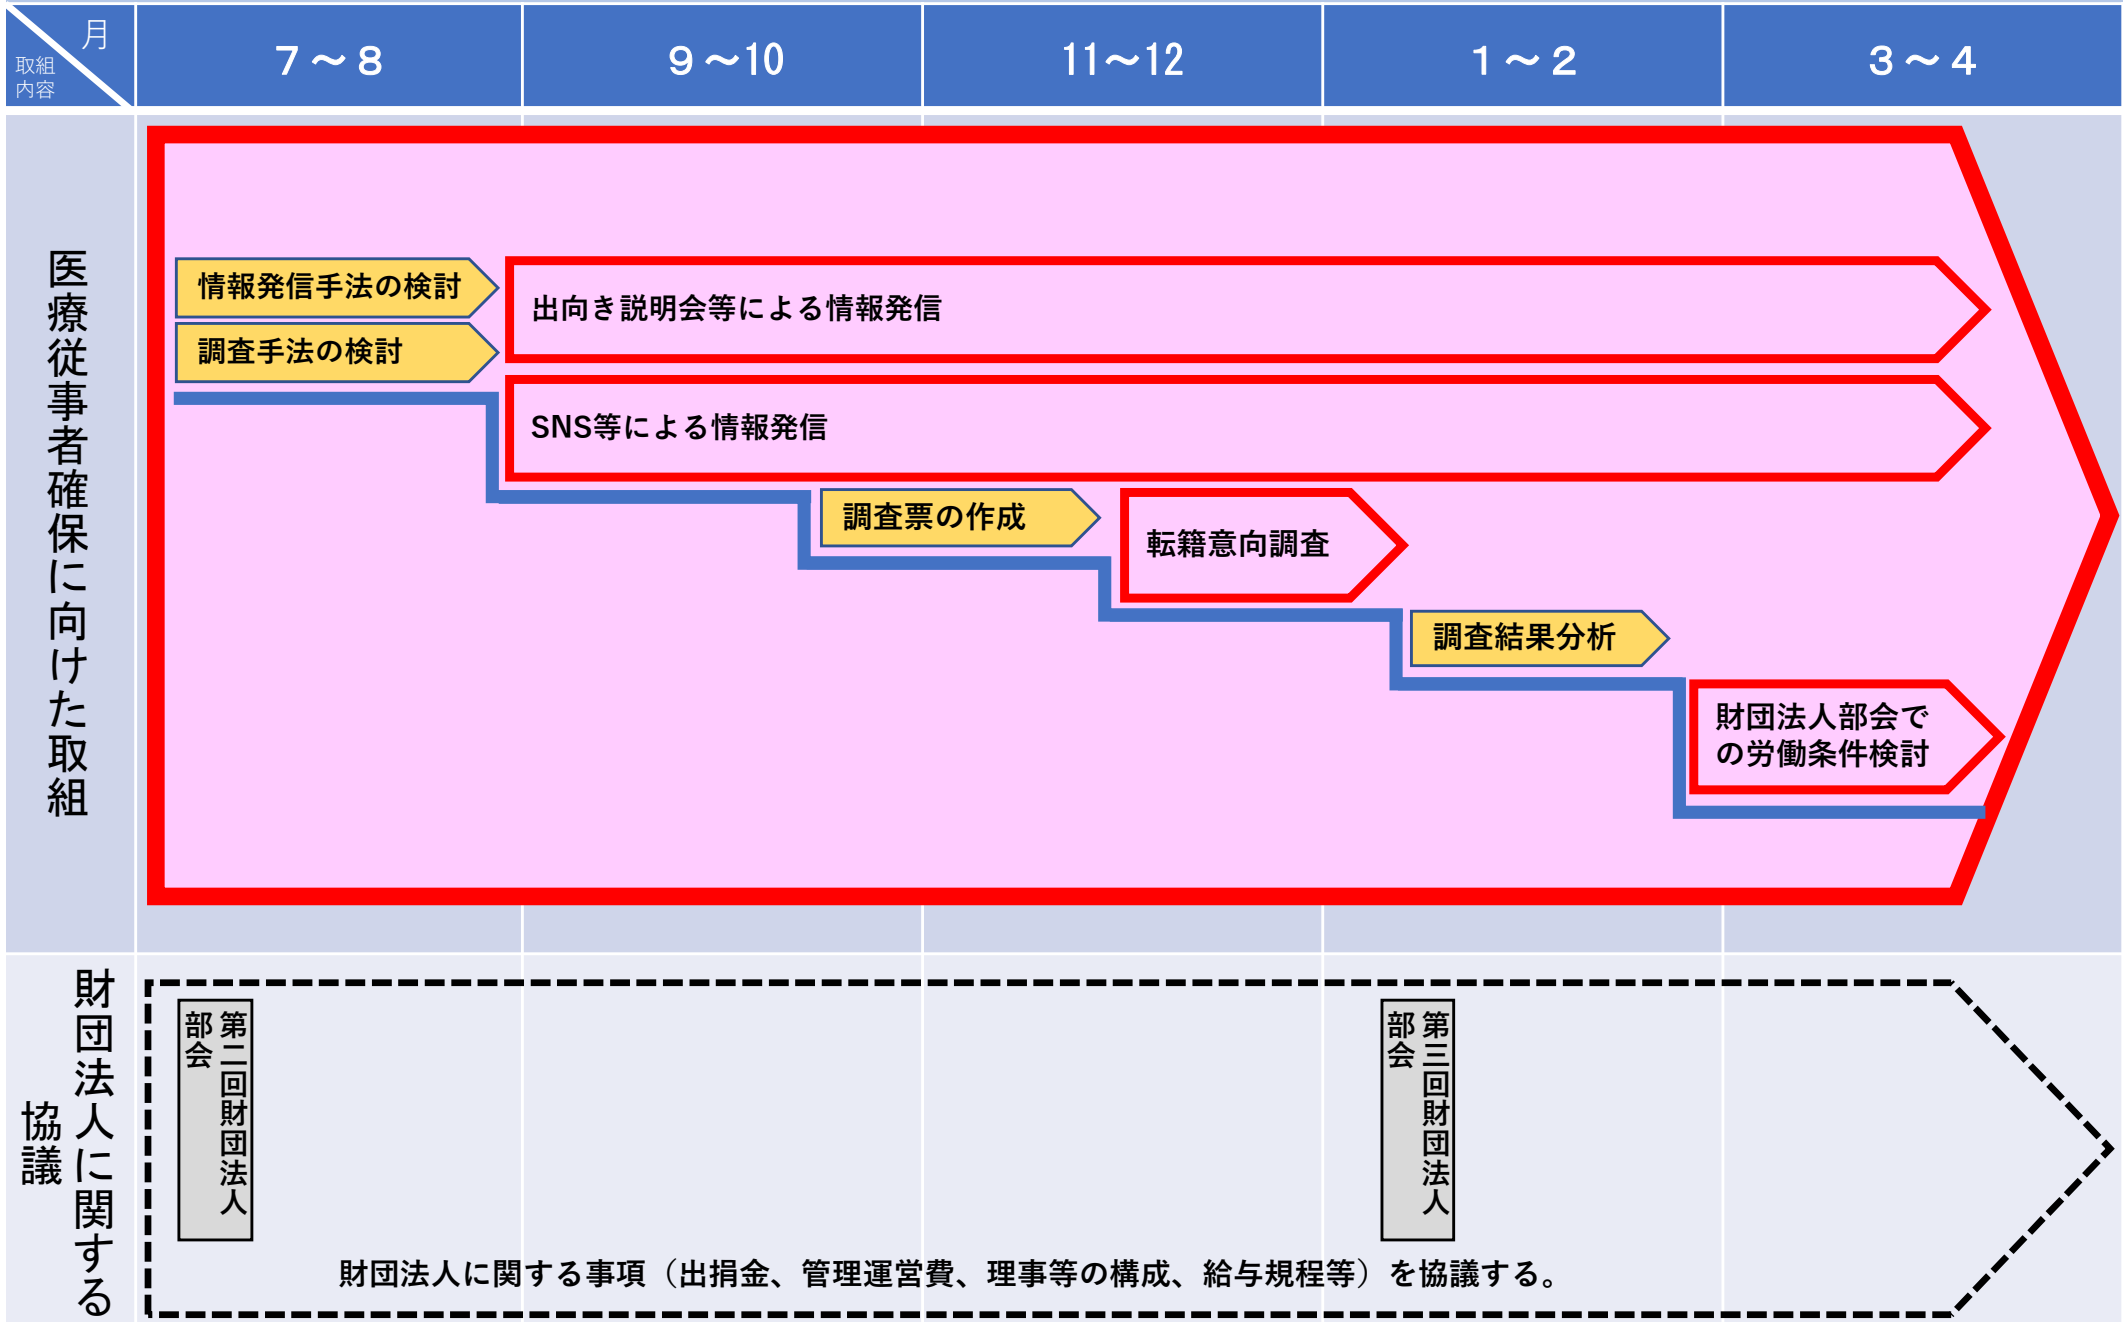 月
取組
内容
７～８
９～10
11～12
１～２
３～４
医療従事者確保に向けた取組
情報発信手法の検討
調査手法の検討
出向き説明会等による情報発信
SNS等による情報発信
調査票の作成
転籍意向調査
調査結果分析
財団法人部会で
の労働条件検討
財団法人に関する
協議
第二回財団法人
部会
第三回財団法人
部会
財団法人に関する事項（出捐金、管理運営費、理事等の構成、給与規程等）を協議する。